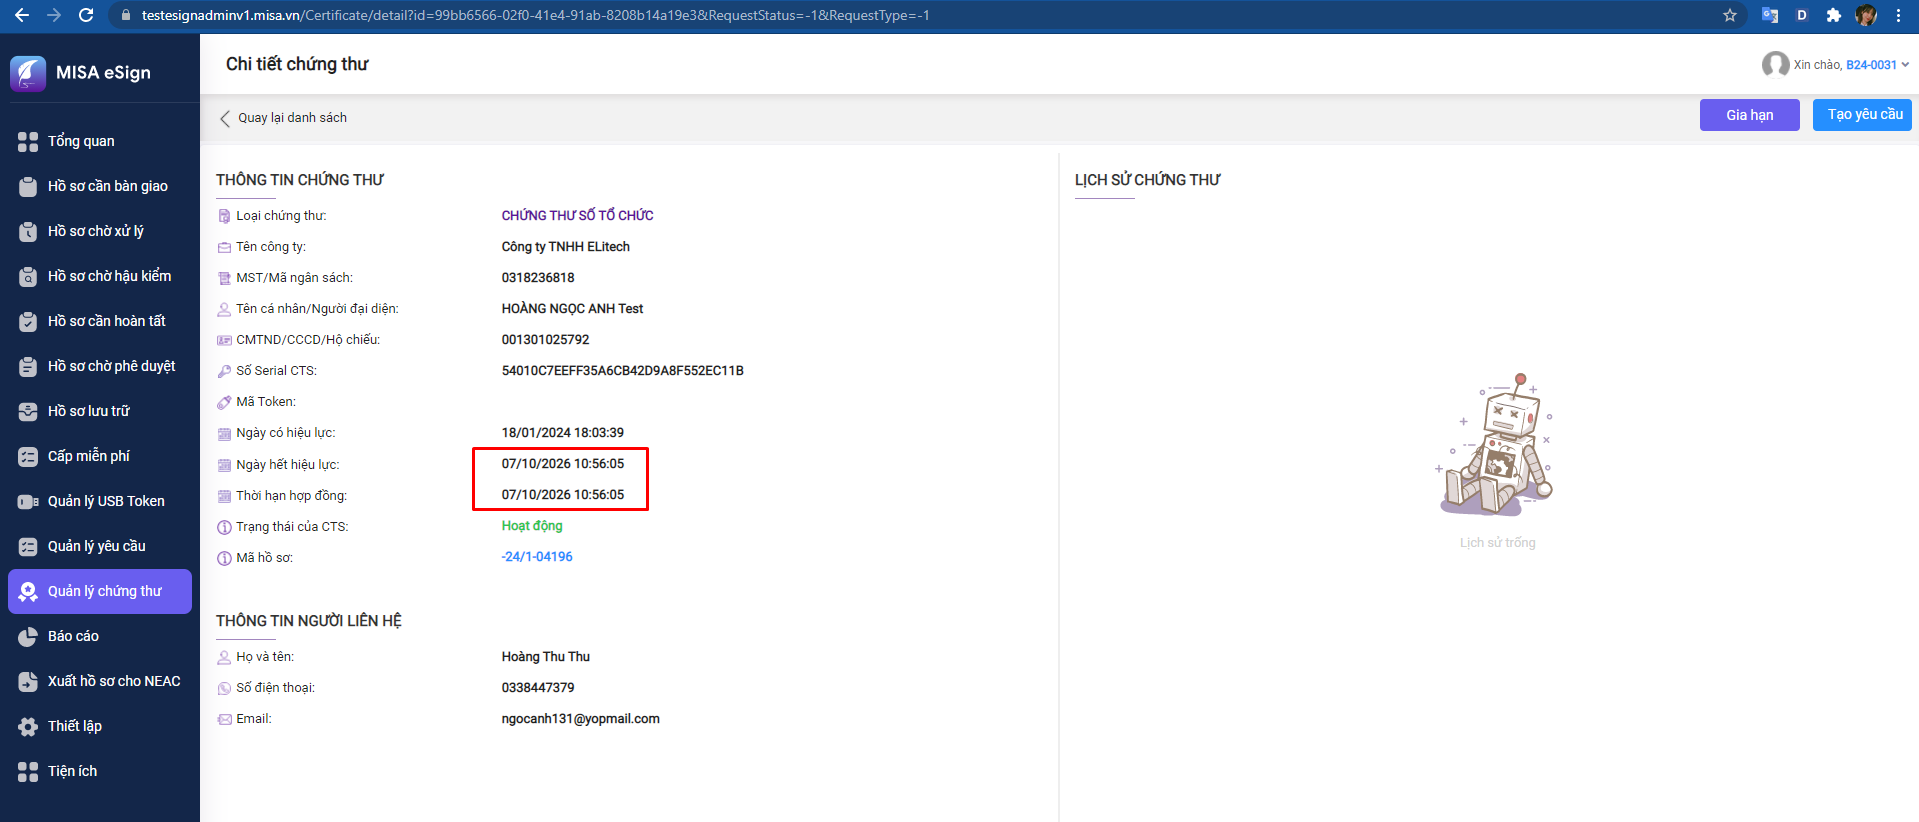 testesignadminv1.misa.vn/Certificate/detail?id=99bb6566-02f0-41e4-91ab-8208b14a19e3&RequestStatus=-1&RequestType=-1
MISA eSign
Chi tiết chứng thư
Xin chào, B24-0031
Quay lại danh sách
Gia hạn
Tạo yêu cầu
Tổng quan
Hồ sơ cần bàn giao
Hồ sơ chờ xử lý
Hồ sơ chờ hậu kiểm
Hồ sơ cần hoàn tất
Hồ sơ chờ phê duyệt
Hồ sơ lưu trữ
Cấp miễn phí
Quản lý USB Token
Quản lý yêu cầu
Quản lý chứng thư
Báo cáo
Xuất hồ sơ cho NEAC
Thiết lập
Tiện ích
THÔNG TIN CHỨNG THƯ
Loại chứng thư: CHỨNG THƯ SỐ TỔ CHỨC
Tên công ty: Công ty TNHH ELitech
MST/Mã ngân sách: 0318236818
Tên cá nhân/Người đại diện: HOÀNG NGỌC ANH Test
CMTND/CCCD/Hộ chiếu: 001301025792
Số Serial CTS: 54010C7EEFF35A6CB42D9A8F552EC11B
Mã Token:
Ngày có hiệu lực: 18/01/2024 18:03:39
Ngày hết hiệu lực: 07/10/2026 10:56:05
Thời hạn hợp đồng: 07/10/2026 10:56:05
Trạng thái của CTS: Hoạt động
Mã hồ sơ: -24/1-04196
THÔNG TIN NGƯỜI LIÊN HỆ
Họ và tên: Hoàng Thu Thu
Số điện thoại: 0338447379
Email: ngocanh131@yopmail.com
LỊCH SỬ CHỨNG THƯ
Lịch sử trống